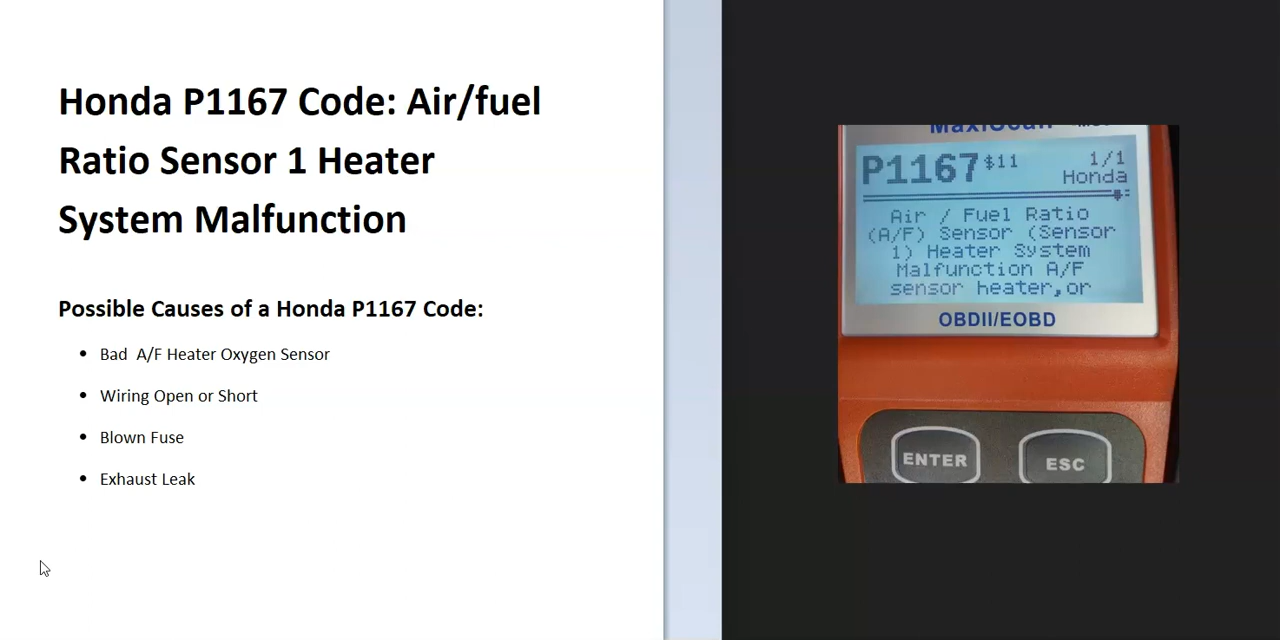 Honda P1167 Code: Air/fuel
Ratio Sensor 1 Heater
System Malfunction
Possible Causes of a Honda P1167 Code:
Bad A/F Heater Oxygen Sensor
Wiring Open or Short
Blown Fuse
Exhaust Leak
MaxiScan
P1167 $11 1/1
Honda
Air / Fuel Ratio
(A/F) Sensor (Sensor
1) Heater System
Malfunction A/F
sensor heater,or
OBDII/EOBD
ENTER ESC